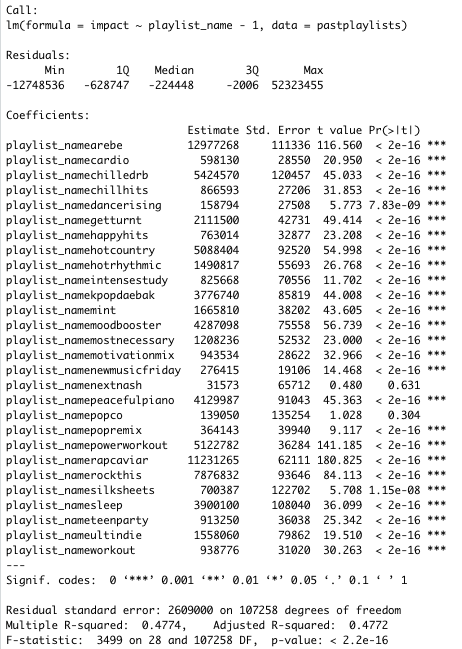 Call:
lm(formula = impact ~ playlist_name - 1, data = pastplaylists)
Residuals:
Min 1Q Median 3Q Max
-12748536 -628747 -224448 -2006 52323455
Coefficients:
Estimate Std. Error t value Pr(>|t|)
playlist_namearebe 12977268 111336 116.560 < 2e-16 ***
playlist_namecardio 598130 28550 20.950 < 2e-16 ***
playlist_namechilledrb 5424570 120457 45.033 < 2e-16 ***
playlist_namechillhits 866593 27206 31.853 < 2e-16 ***
playlist_namedancerising 158794 27508 5.773 7.83e-09 ***
playlist_namegetturnt 2111500 42731 49.414 < 2e-16 ***
playlist_namehappyhits 763014 32877 23.208 < 2e-16 ***
playlist_namehotcountry 5088404 92520 54.998 < 2e-16 ***
playlist_namehotrhythmic 1490817 55693 26.768 < 2e-16 ***
playlist_nameintensestudy 825668 70556 11.702 < 2e-16 ***
playlist_namekpopdaebak 3776740 85819 44.008 < 2e-16 ***
playlist_namemint 1665810 38202 43.605 < 2e-16 ***
playlist_namemoodbooster 4287098 75558 56.739 < 2e-16 ***
playlist_namemostnecessary 1208236 52532 23.000 < 2e-16 ***
playlist_namemotivationmix 943534 28622 32.966 < 2e-16 ***
playlist_namenewmusicfriday 276415 19106 14.468 < 2e-16 ***
playlist_namenextnash 31573 65712 0.480 0.631
playlist_namepeacefulpiano 4129987 91043 45.363 < 2e-16 ***
playlist_namepopco 139050 135254 1.028 0.304
playlist_namepopremix 364143 39940 9.117 < 2e-16 ***
playlist_namepowerworkout 5122782 36284 141.185 < 2e-16 ***
playlist_namerapcaviar 11231265 62111 180.825 < 2e-16 ***
playlist_namerockthis 7876832 93646 84.113 < 2e-16 ***
playlist_namesilksheets 700387 122702 5.708 1.15e-08 ***
playlist_namesleep 3900100 108040 36.099 < 2e-16 ***
playlist_nameteenparty 913250 36038 25.342 < 2e-16 ***
playlist_nameultindie 1558060 79862 19.510 < 2e-16 ***
playlist_nameworkout 938776 31020 30.263 < 2e-16 ***
---
Signif. codes: 0 ‘***’ 0.001 ‘**’ 0.01 ‘*’ 0.05 ‘.’ 0.1 ‘ ’ 1
Residual standard error: 2609000 on 107258 degrees of freedom
Multiple R-squared: 0.4774, Adjusted R-squared: 0.4772
F-statistic: 3499 on 28 and 107258 DF, p-value: < 2.2e-16